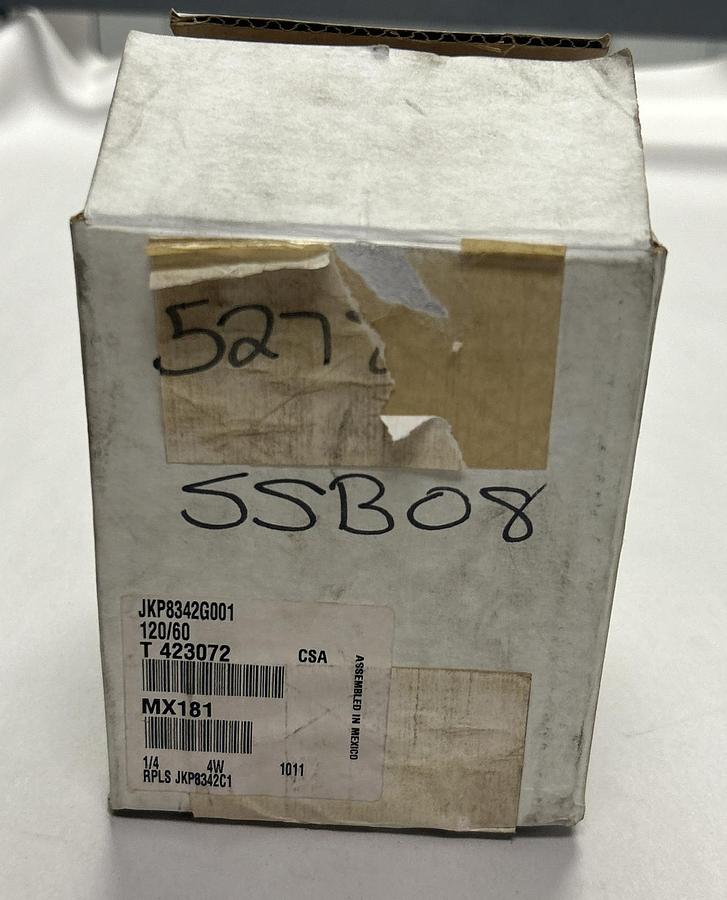 527
SSB08
JKP8342G001
120/60
T 423072
CSA
MX181
1/4 4W 1011
RPLS JKP8342C1
ASSEMBLED IN MEXICO